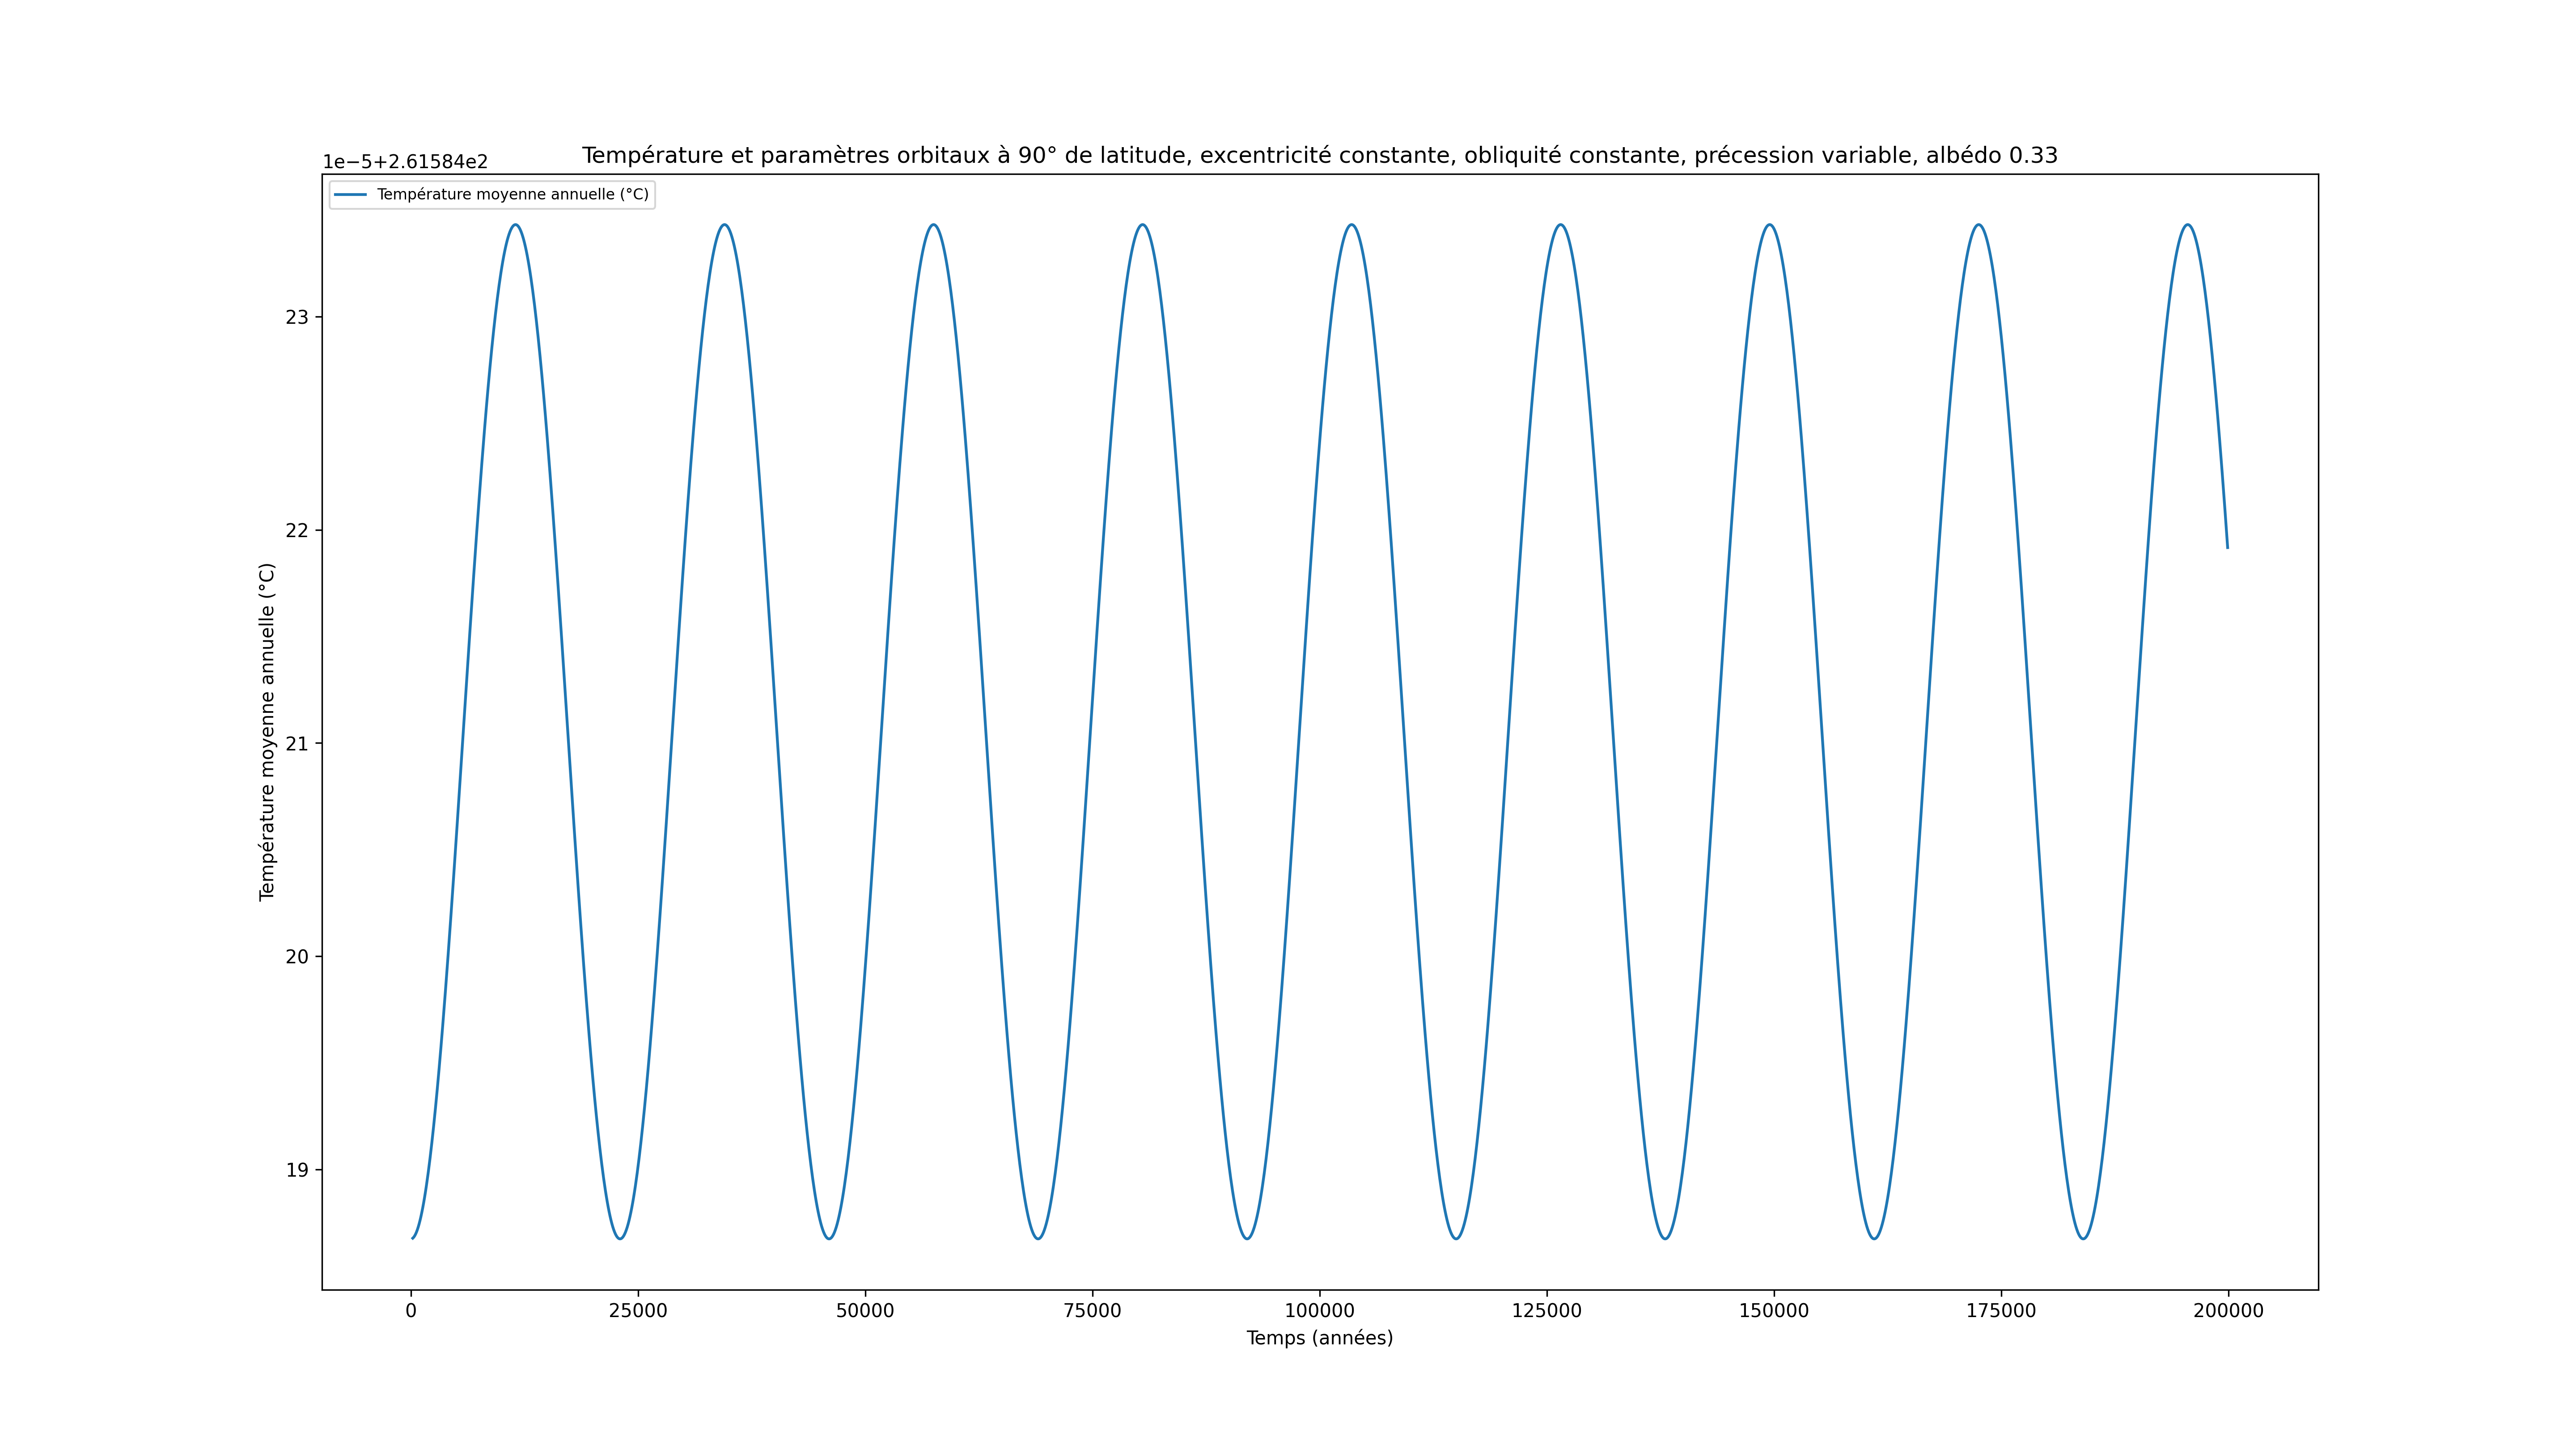 Température et paramètres orbitaux à 90° de latitude, excentricité constante, obliquité constante, précession variable, albédo 0.33
1e−5+2.61584e2
Température moyenne annuelle (°C)
23
22
21
20
19
Température moyenne annuelle (°C)
0 25000 50000 75000 100000 125000 150000 175000 200000
Temps (années)